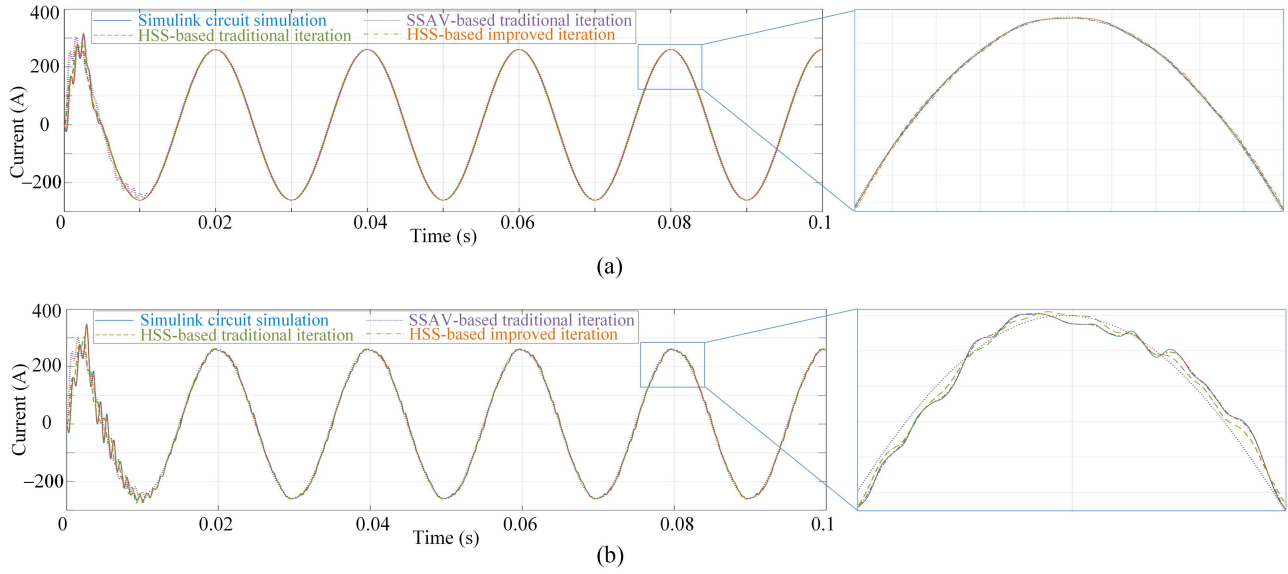 400
Simulink circuit simulation
SSAV-based traditional iteration
HSS-based traditional iteration
HSS-based improved iteration
200
0
−200
Current (A)
0
0.02
0.04
0.06
0.08
0.1
Time (s)
(a)
400
Simulink circuit simulation
SSAV-based traditional iteration
HSS-based traditional iteration
HSS-based improved iteration
200
0
−200
Current (A)
0
0.02
0.04
0.06
0.08
0.1
Time (s)
(b)